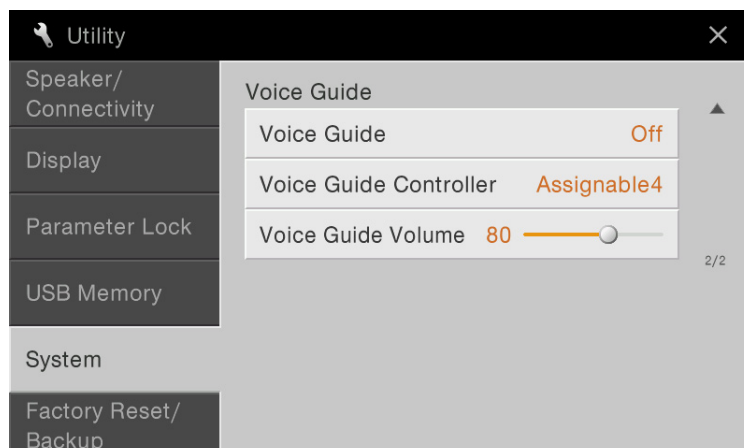 Utility
Speaker/
Connectivity
Display
Parameter Lock
USB Memory
System
Factory Reset/
Backup
Voice Guide
Voice Guide Off
Voice Guide Controller Assignable4
Voice Guide Volume 80
2/2